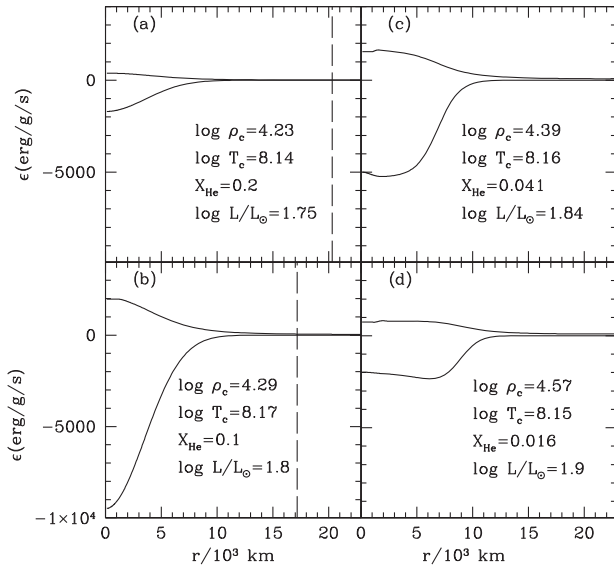 (a)
0
−5000
ϵ(erg/g/s)
log ρc=4.23
log Tc=8.14
XHe=0.2
log L/L⊙=1.75
(c)
log ρc=4.39
log Tc=8.16
XHe=0.041
log L/L⊙=1.84
(b)
0
−5000
−1×10⁴
ϵ(erg/g/s)
log ρc=4.29
log Tc=8.17
XHe=0.1
log L/L⊙=1.8
0 5 10 15 20
r/10³ km
(d)
log ρc=4.57
log Tc=8.15
XHe=0.016
log L/L⊙=1.9
0 5 10 15 20
r/10³ km